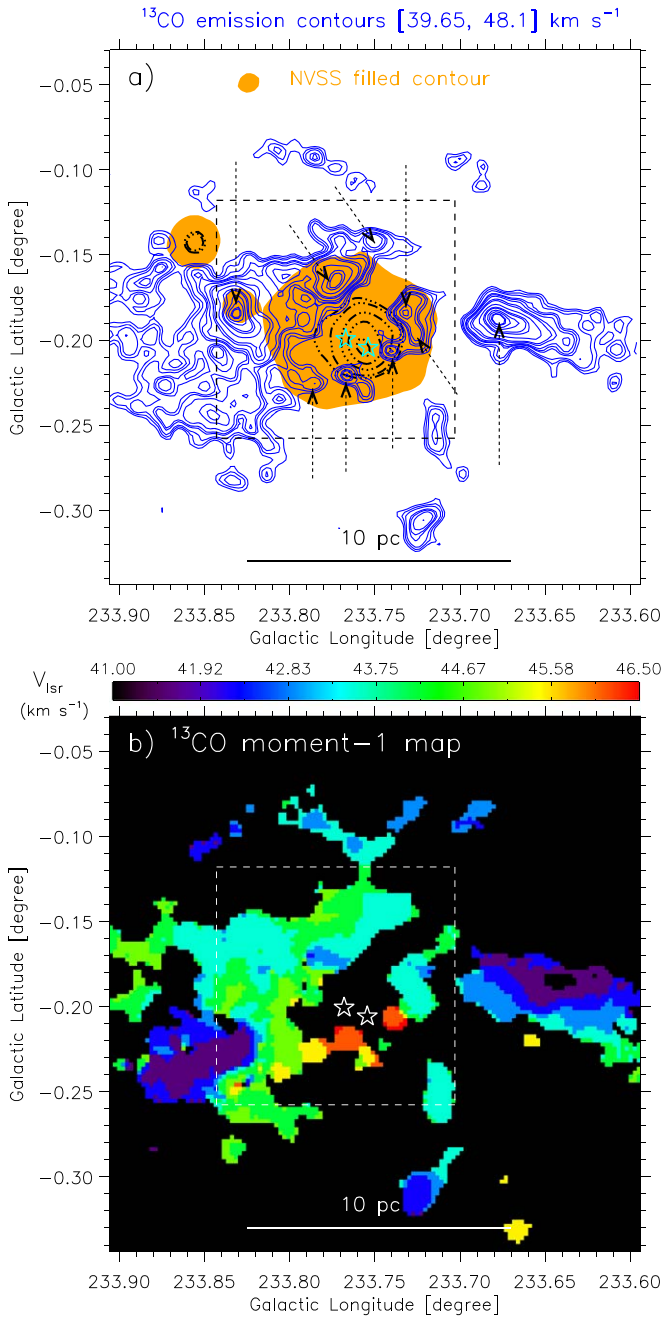 ¹³CO emission contours [39.65, 48.1] km s⁻¹
a)
NVSS filled contour
−0.05
−0.10
−0.15
−0.20
−0.25
−0.30
Galactic Latitude [degree]
10 pc
233.90 233.85 233.80 233.75 233.70 233.65 233.60
Galactic Longitude [degree]
V_lsr
(km s⁻¹)
41.00 41.92 42.83 43.75 44.67 45.58 46.50
b) ¹³CO moment−1 map
−0.05
−0.10
−0.15
−0.20
−0.25
−0.30
Galactic Latitude [degree]
10 pc
233.90 233.85 233.80 233.75 233.70 233.65 233.60
Galactic Longitude [degree]